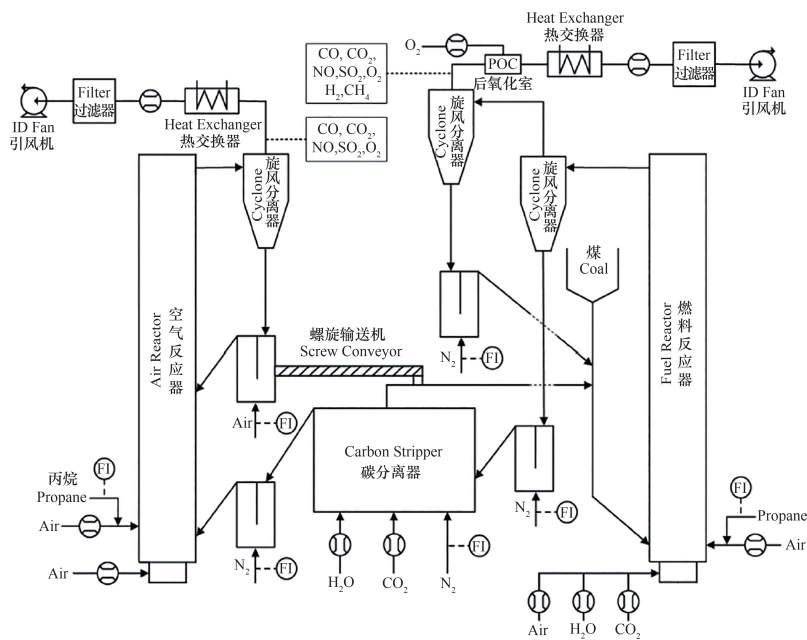 O₂
POC
后氧化室
Heat Exchanger
热交换器
Filter
过滤器
ID Fan
引风机
CO, CO₂,
NO,SO₂,O₂
H₂,CH₄
Filter
过滤器
ID Fan
引风机
Heat Exchanger
热交换器
CO, CO₂,
NO,SO₂,O₂
Cyclone
旋风分离器
Cyclone
旋风分离器
Cyclone
旋风分离器
煤
Coal
Air Reactor
空气反应器
Fuel Reactor
燃料反应器
螺旋输送机
Screw Conveyor
N₂
FI
Air
FI
Carbon Stripper
碳分离器
N₂
FI
丙烷
Propane
FI
Air
Air
N₂
FI
H₂O
CO₂
N₂
FI
FI
Propane
Air
Air
H₂O
CO₂